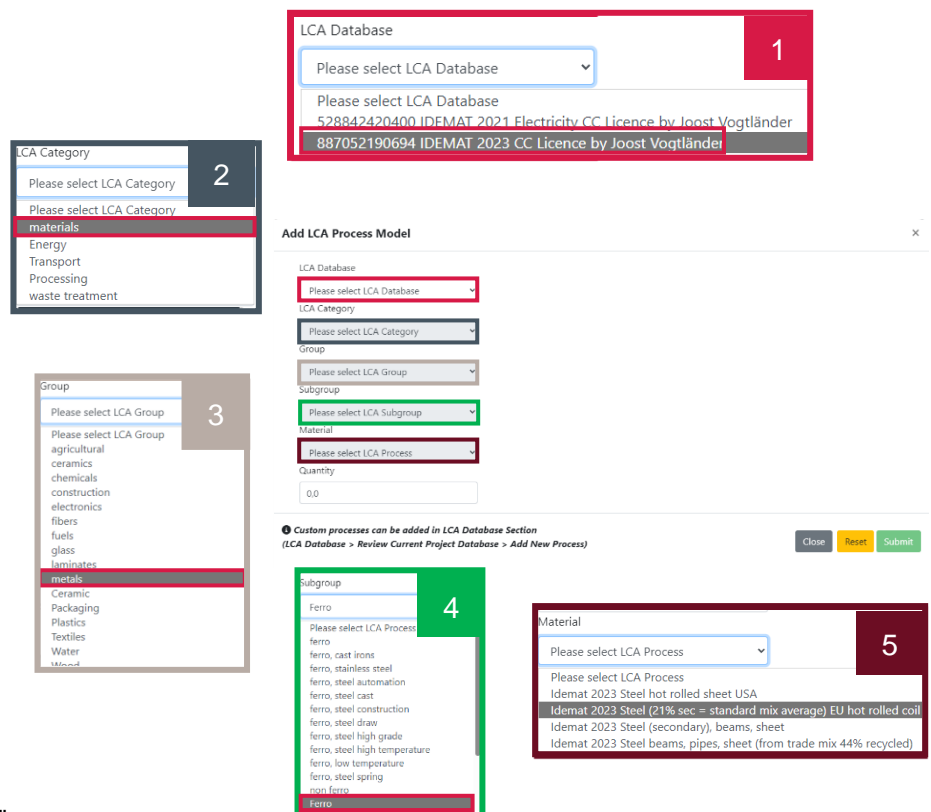 LCA Database
1
Please select LCA Database
Please select LCA Database
528842420400 IDEMAT 2021 Electricity CC Licence by Joost Vogtländer
887052190694 IDEMAT 2023 CC Licence by Joost Vogtländer
LCA Category
2
Please select LCA Category
Please select LCA Category
materials
Energy
Transport
Processing
waste treatment
Add LCA Process Model
×
LCA Database
Please select LCA Database
LCA Category
Please select LCA Category
Group
Please select LCA Group
Subgroup
Please select LCA Subgroup
Material
Please select LCA Process
Quantity
0,0
Custom processes can be added in LCA Database Section
(LCA Database > Review Current Project Database > Add New Process)
Close Reset Submit
Group
3
Please select LCA Group
Please select LCA Group
agricultural
ceramics
chemicals
construction
electronics
fibers
fuels
glass
laminates
metals
Ceramic
Packaging
Plastics
Textiles
Water
Wood
Subgroup
4
Ferro
Please select LCA Process
ferro
ferro, cast irons
ferro, stainless steel
ferro, steel automation
ferro, steel cast
ferro, steel construction
ferro, steel draw
ferro, steel high grade
ferro, steel high temperature
ferro, low temperature
ferro, steel spring
non ferro
Ferro
Material
5
Please select LCA Process
Please select LCA Process
Idemat 2023 Steel hot rolled sheet USA
Idemat 2023 Steel (21% sec = standard mix average) EU hot rolled coil
Idemat 2023 Steel (secondary), beams, sheet
Idemat 2023 Steel beams, pipes, sheet (from trade mix 44% recycled)